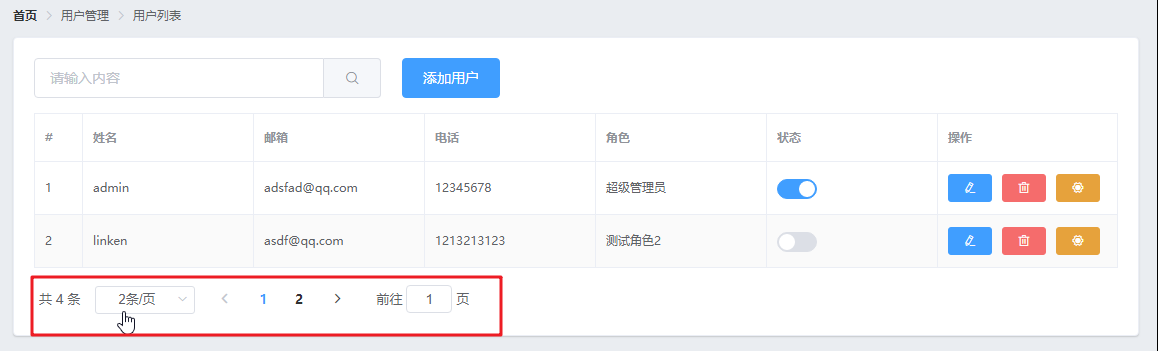 首页 > 用户管理 > 用户列表
请输入内容 添加用户
# 姓名 邮箱 电话 角色 状态 操作
1 admin adsfad@qq.com 12345678 超级管理员
2 linken asdf@qq.com 1213213123 测试角色2
共 4 条 2条/页 < 1 2 > 前往 1 页